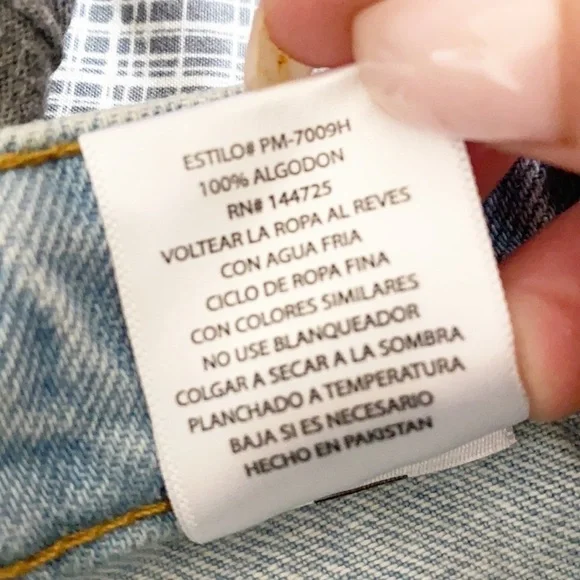 ESTILO# PM-7009H
100% ALGODON
RN# 144725
VOLTEAR LA ROPA AL REVES
CON AGUA FRIA
CICLO DE ROPA FINA
CON COLORES SIMILARES
NO USE BLANQUEADOR
COLGAR A SECAR A LA SOMBRA
PLANCHADO A TEMPERATURA
BAJA SI ES NECESARIO
HECHO EN PAKISTAN